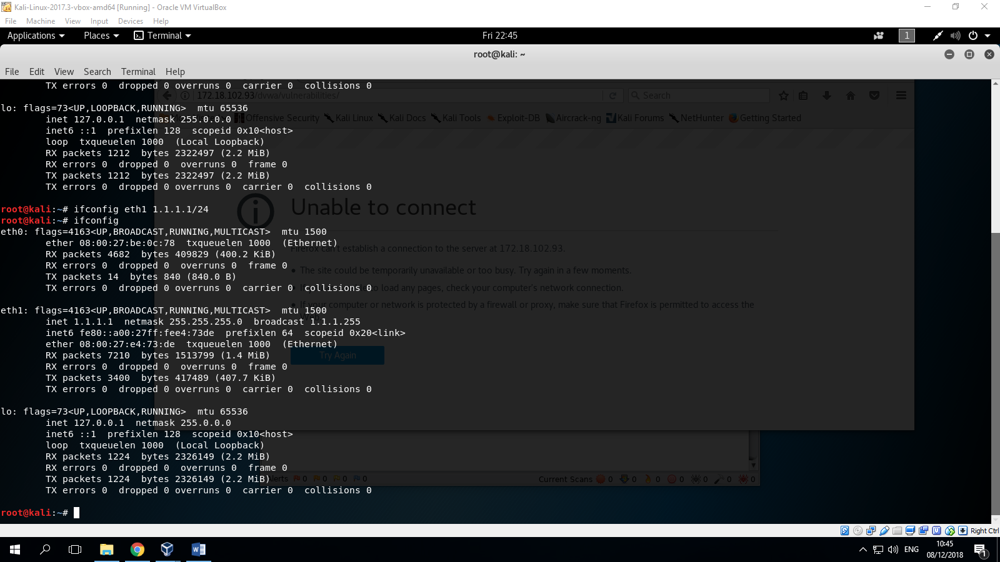 Kali-Linux-2017.3-vbox-amd64 [Running] - Oracle VM VirtualBox
File Machine View Input Devices Help
Applications Places Terminal Fri 22:45 1
root@kali: ~
File Edit View Search Terminal Help
TX errors 0  dropped 0 overruns 0  carrier 0  collisions 0
172.18.102.93/dvwa/vulnerabilities/ Search
lo: flags=73<UP,LOOPBACK,RUNNING>  mtu 65536
inet 127.0.0.1  netmask 255.0.0.0
Offensive Security Kali Linux Kali Docs Kali Tools Exploit-DB Aircrack-ng Kali Forums NetHunter Getting Started
inet6 ::1  prefixlen 128  scopeid 0x10<host>
loop  txqueuelen 1000  (Local Loopback)
RX packets 1212  bytes 2322497 (2.2 MiB)
RX errors 0  dropped 0  overruns 0  frame 0
TX packets 1212  bytes 2322497 (2.2 MiB)
TX errors 0  dropped 0 overruns 0  carrier 0  collisions 0
root@kali:~# ifconfig eth1 1.1.1.1/24
Unable to connect
root@kali:~# ifconfig
eth0: flags=4163<UP,BROADCAST,RUNNING,MULTICAST>  mtu 1500
ether 08:00:27:be:0c:78  txqueuelen 1000  (Ethernet)
Firefox can't establish a connection to the server at 172.18.102.93.
RX packets 4682  bytes 409829 (400.2 KiB)
RX errors 0  dropped 0  overruns 0  frame 0
The site could be temporarily unavailable or too busy. Try again in a few moments.
TX packets 14  bytes 840 (840.0 B)
TX errors 0  dropped 0 overruns 0  carrier 0  collisions 0
to load any pages, check your computer's network connection.
If your computer or network is protected by a firewall or proxy, make sure that Firefox is permitted to access the
Web.
eth1: flags=4163<UP,BROADCAST,RUNNING,MULTICAST>  mtu 1500
inet 1.1.1.1  netmask 255.255.255.0  broadcast 1.1.1.255
inet6 fe80::a00:27ff:fee4:73de  prefixlen 64  scopeid 0x20<link>
ether 08:00:27:e4:73:de  txqueuelen 1000  (Ethernet)
RX packets 7210  bytes 1513799 (1.4 MiB)
Try Again
RX errors 0  dropped 0  overruns 0  frame 0
TX packets 3400  bytes 417489 (407.7 KiB)
TX errors 0  dropped 0 overruns 0  carrier 0  collisions 0
lo: flags=73<UP,LOOPBACK,RUNNING>  mtu 65536
inet 127.0.0.1  netmask 255.0.0.0
inet6 ::1  prefixlen 128  scopeid 0x10<host>
loop  txqueuelen 1000  (Local Loopback)
RX packets 1224  bytes 2326149 (2.2 MiB)
RX errors 0  dropped 0  overruns 0  frame 0
TX packets 1224  bytes 2326149 (2.2 MiB)
Alerts 0 0 0 0 Current Scans 0 0 0 0 0 0 0
TX errors 0  dropped 0 overruns 0  carrier 0  collisions 0
root@kali:~#
Right Ctrl
ENG 10:45
08/12/2018
1